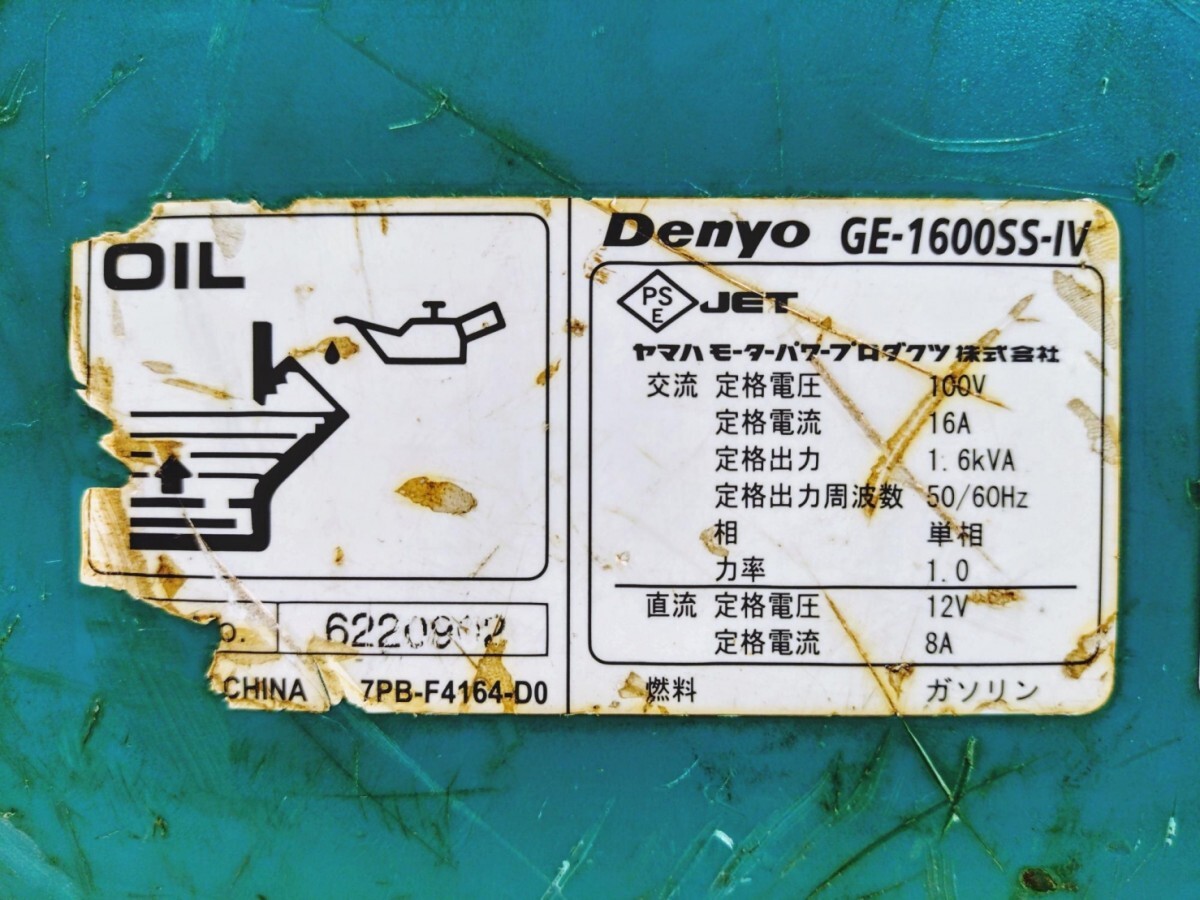 OIL
o.
CHINA 7PB-F4164-D0
Denyo GE-1600SS-IV
PS
E
JET
ヤマハモーターパワープロダクツ株式会社
交流 定格電圧 100V
定格電流 16A
定格出力 1.6kVA
定格出力周波数 50/60Hz
相 単相
力率 1.0
直流 定格電圧 12V
定格電流 8A
燃料 ガソリン